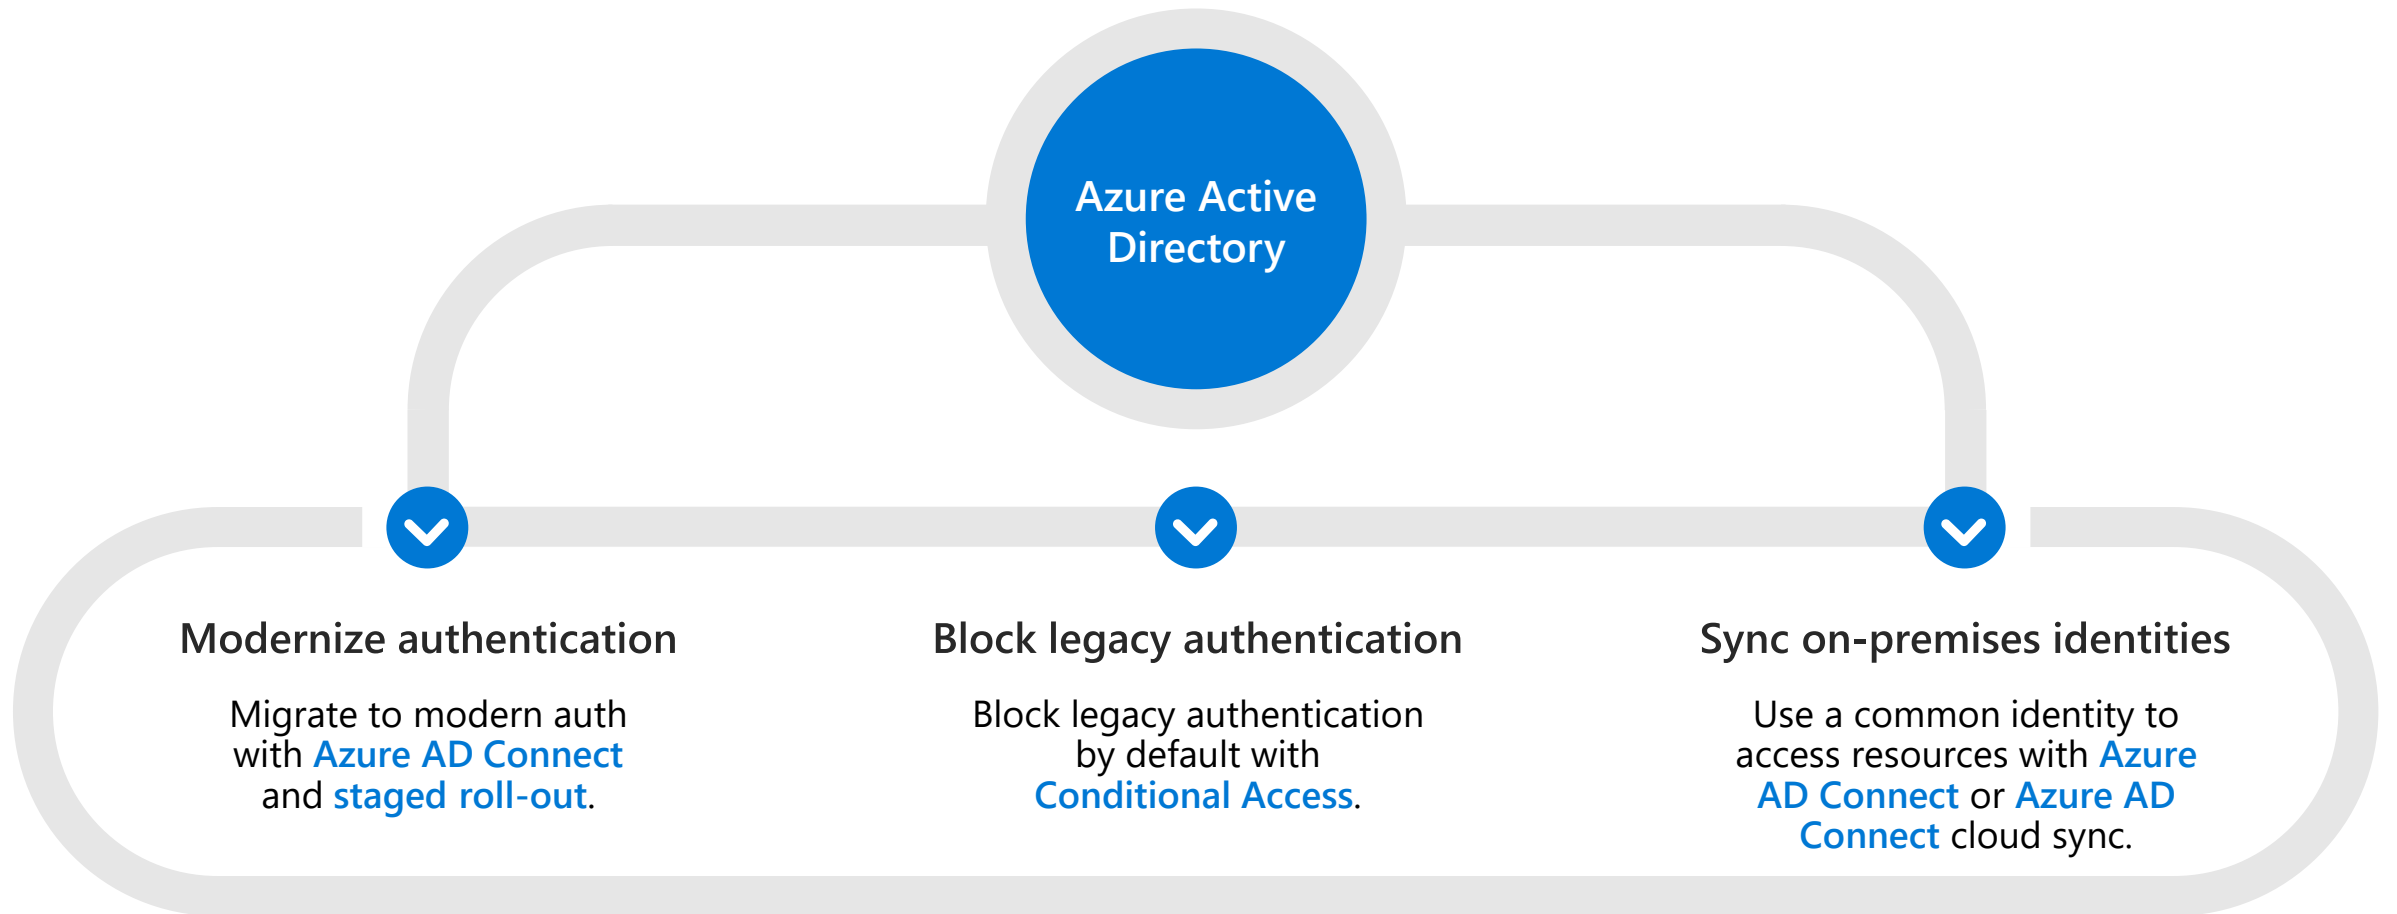 Azure Active
Directory
Modernize authentication
Migrate to modern auth
with Azure AD Connect
and staged roll-out.
Block legacy authentication
Block legacy authentication
by default with
Conditional Access.
Sync on-premises identities
Use a common identity to
access resources with Azure
AD Connect or Azure AD
Connect cloud sync.